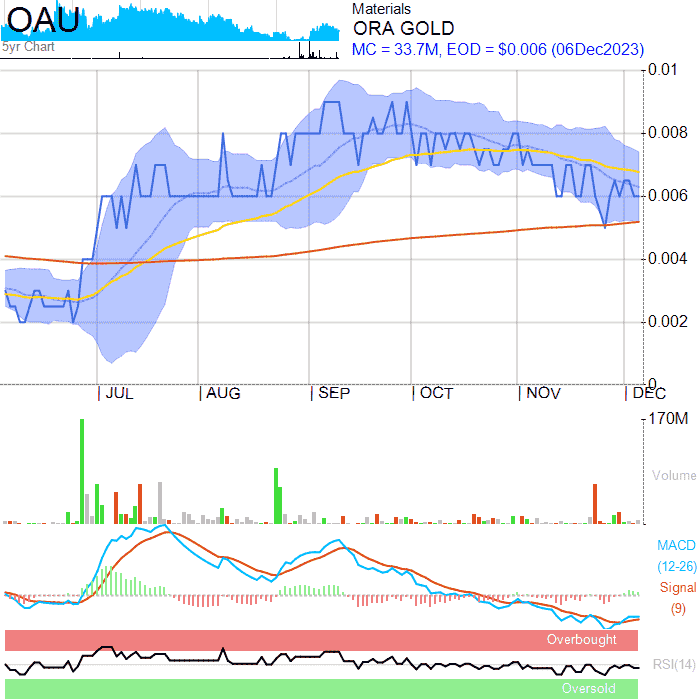 OAU
5yr Chart
Materials
ORA GOLD
MC = 33.7M, EOD = $0.006 (06Dec2023)
0.01
0.008
0.006
0.004
0.002
0
JUL AUG SEP OCT NOV DEC
170M
Volume
MACD
(12-26)
Signal
(9)
Overbought
RSI(14)
Oversold